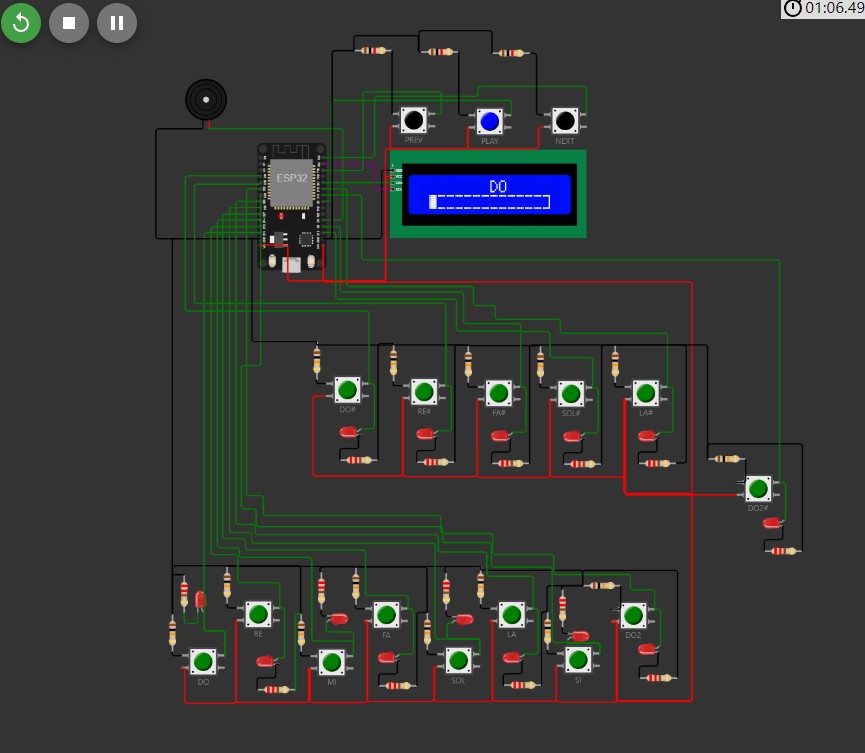 01:06.49
PREV
PLAY
NEXT
ESP32
DO
DO#
RE#
FA#
SOL#
LA#
DO2#
RE
FA
LA
DO2
DO
MI
SOL
SI